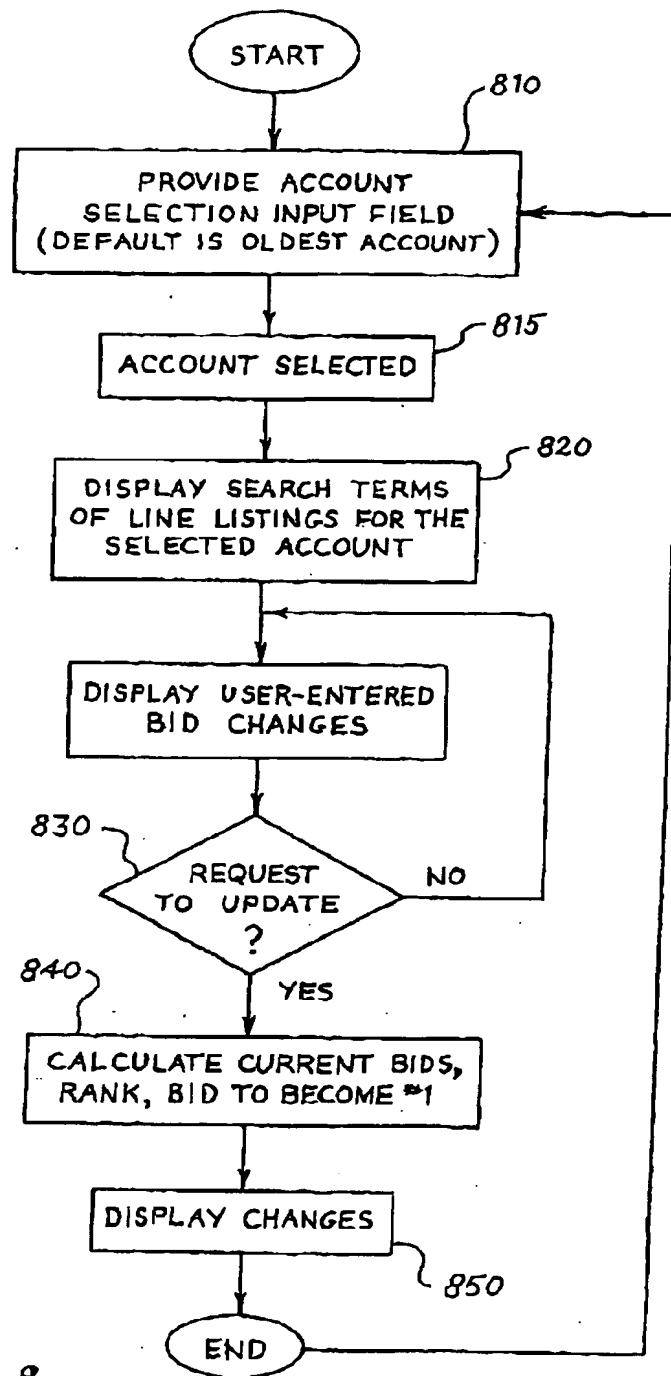 START
810
PROVIDE ACCOUNT
SELECTION INPUT FIELD
(DEFAULT IS OLDEST ACCOUNT)
815
ACCOUNT SELECTED
820
DISPLAY SEARCH TERMS
OF LINE LISTINGS FOR THE
SELECTED ACCOUNT
DISPLAY USER-ENTERED
BID CHANGES
830
REQUEST
TO UPDATE
?
NO
YES
840
CALCULATE CURRENT BIDS,
RANK, BID TO BECOME #1
DISPLAY CHANGES
850
END